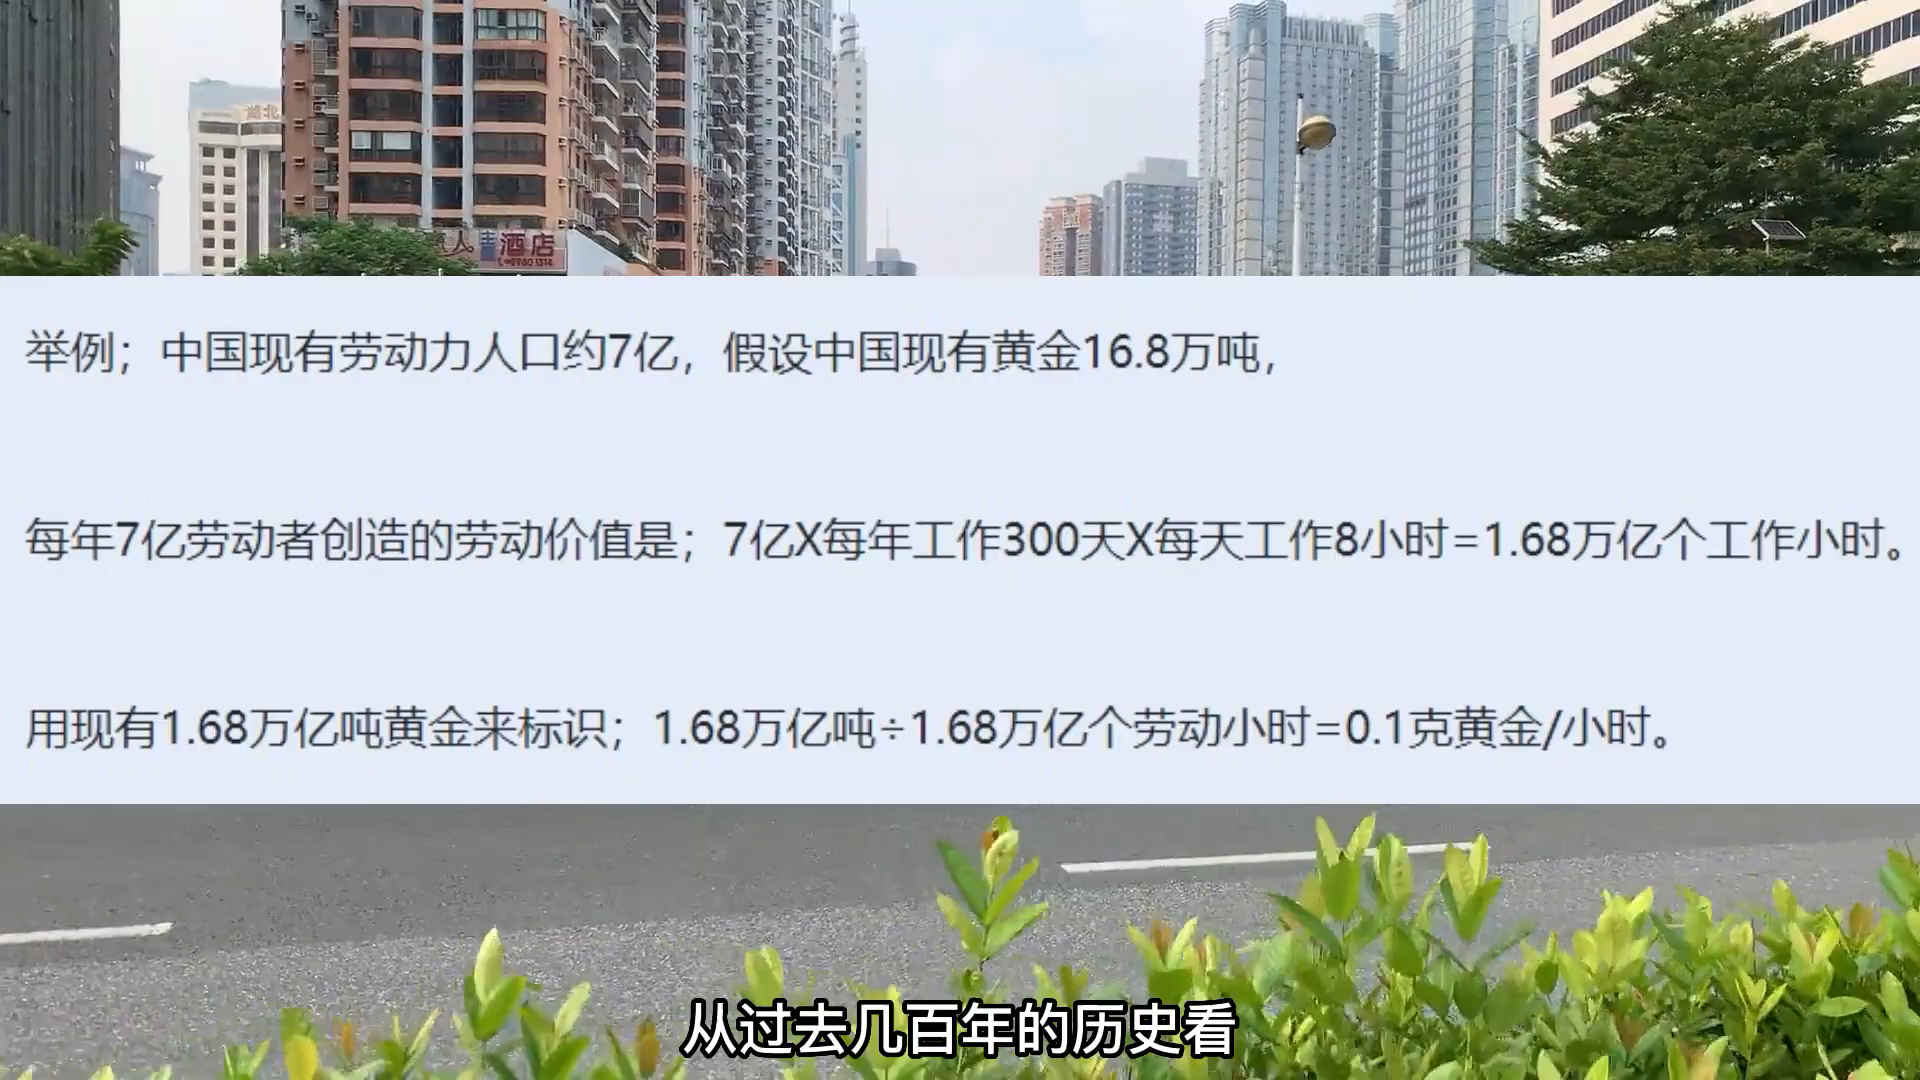 湖北
人 酒店
举例；中国现有劳动力人口约7亿，假设中国现有黄金16.8万吨，
每年7亿劳动者创造的劳动价值是；7亿X每年工作300天X每天工作8小时=1.68万亿个工作小时。
用现有1.68万亿吨黄金来标识；1.68万亿吨÷1.68万亿个劳动小时=0.1克黄金/小时。
从过去几百年的历史看